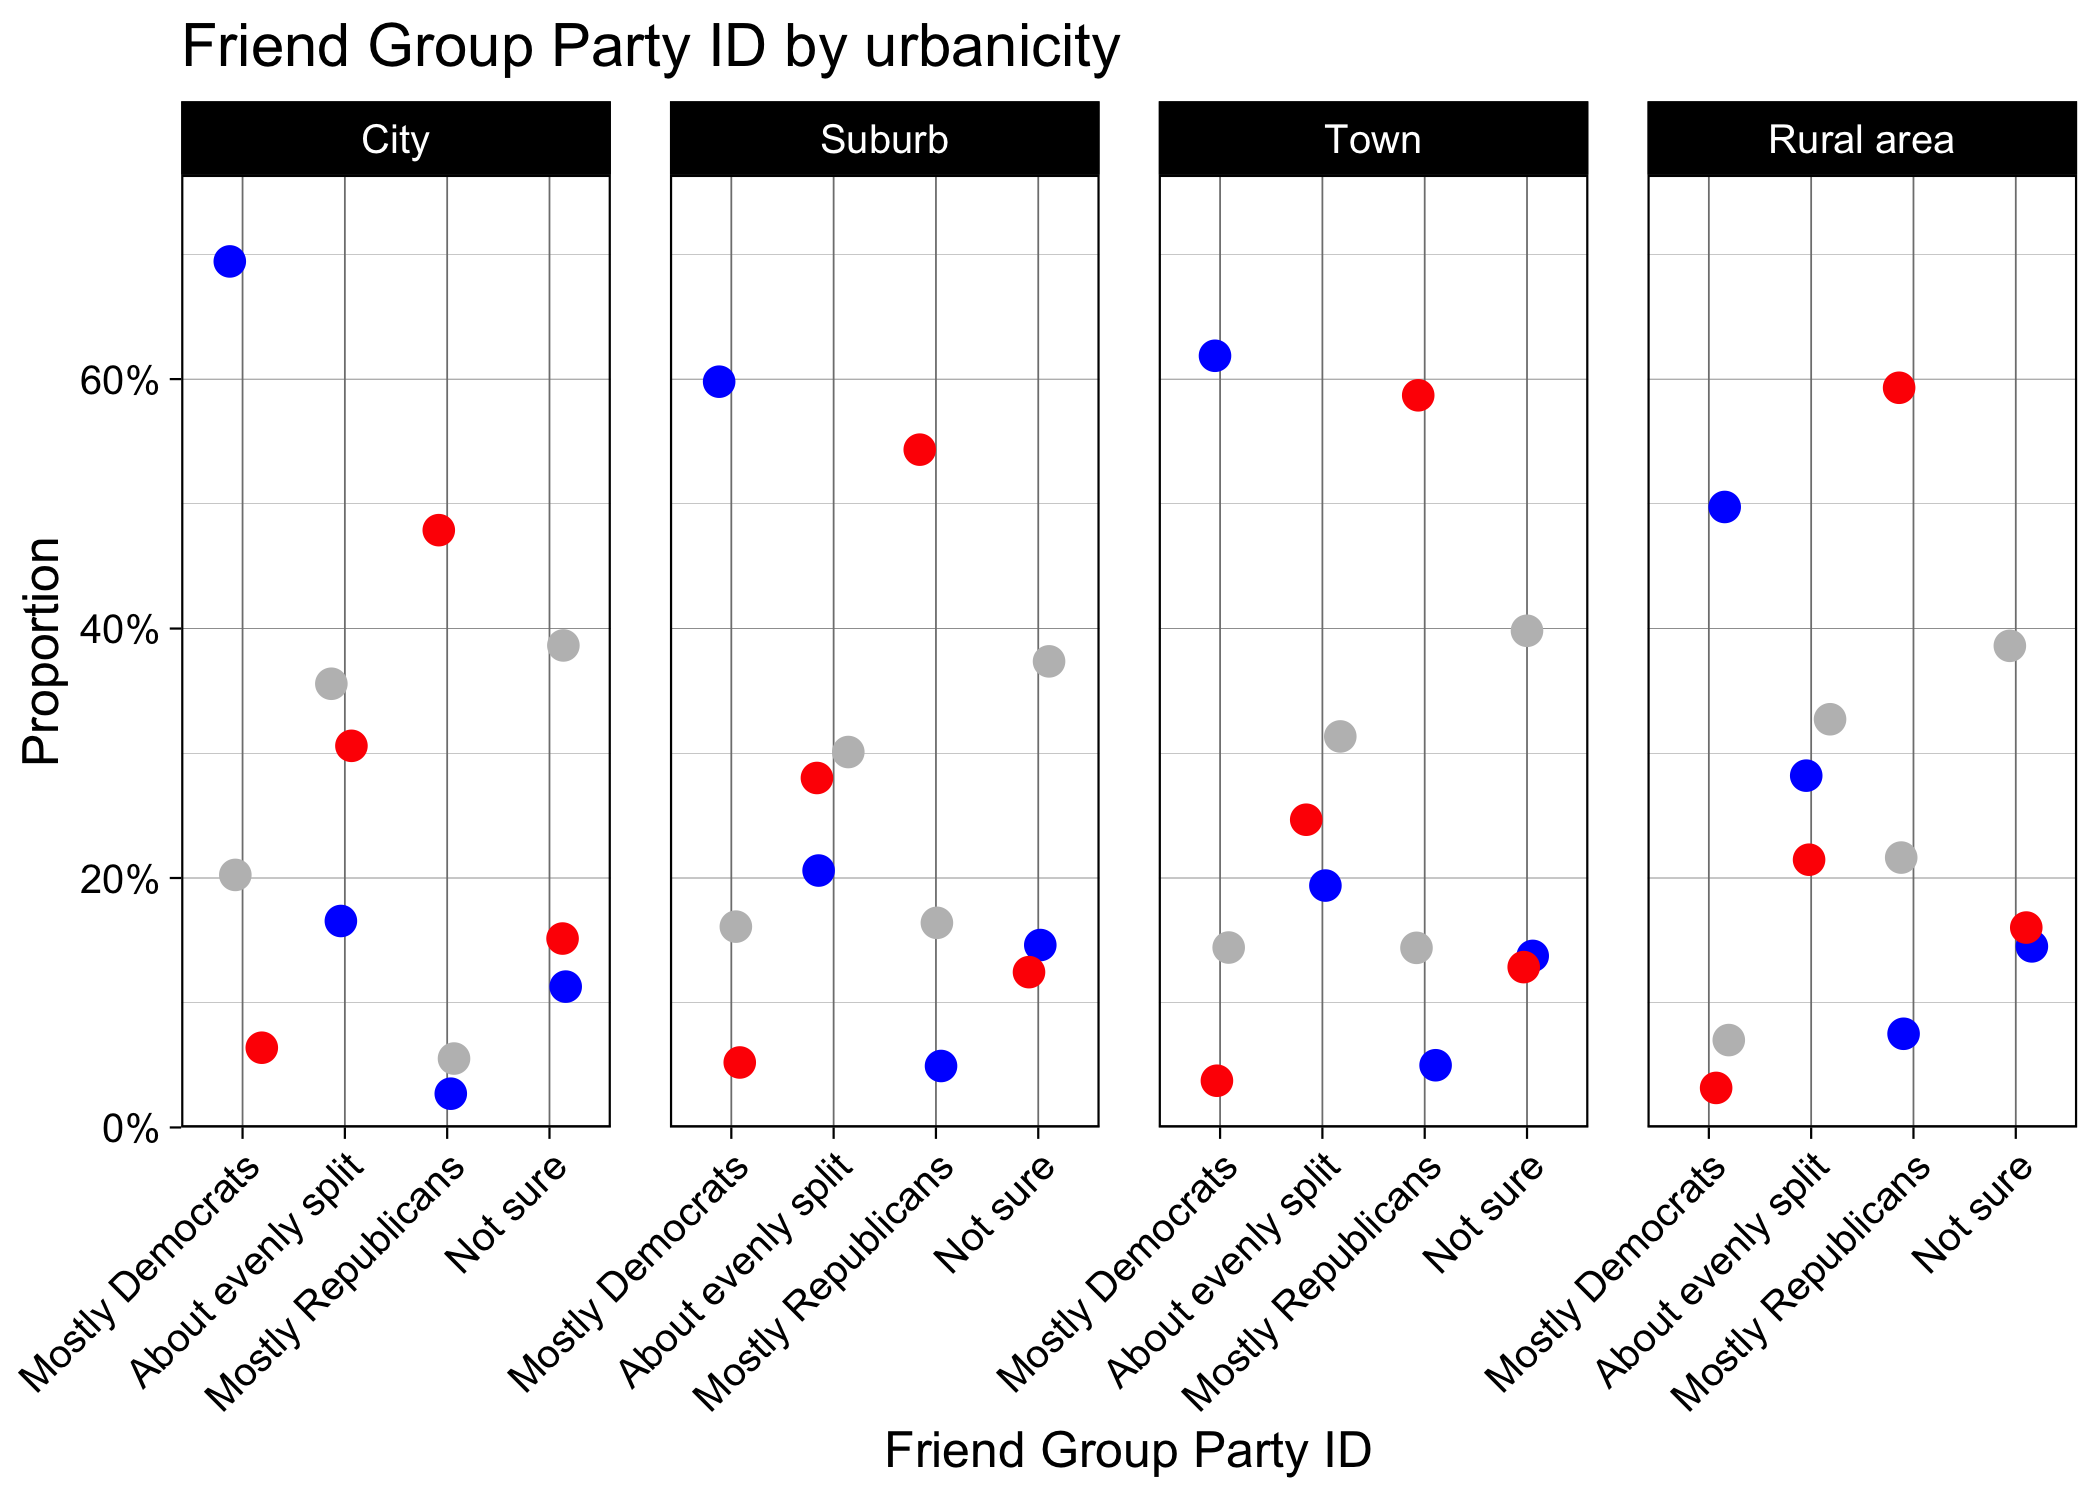 Friend Group Party ID by urbanicity
City
Suburb
Town
Rural area
Proportion
60%
40%
20%
0%
Mostly Democrats
About evenly split
Mostly Republicans
Not sure
Mostly Democrats
About evenly split
Mostly Republicans
Not sure
Mostly Democrats
About evenly split
Mostly Republicans
Not sure
Mostly Democrats
About evenly split
Mostly Republicans
Not sure
Friend Group Party ID